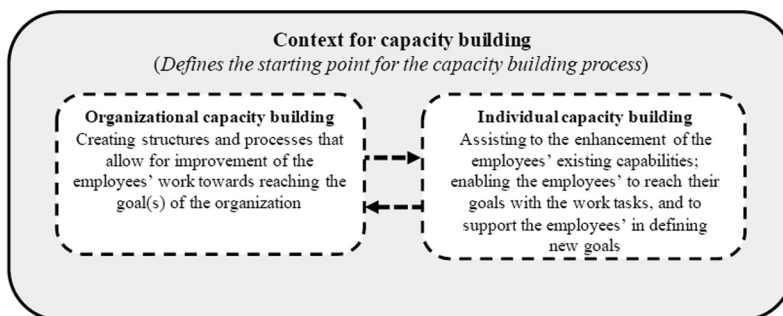 Context for capacity building
(Defines the starting point for the capacity building process)
Organizational capacity building
Creating structures and processes that
allow for improvement of the
employees' work towards reaching the
goal(s) of the organization
Individual capacity building
Assisting to the enhancement of the
employees' existing capabilities;
enabling the employees' to reach their
goals with the work tasks, and to
support the employees' in defining
new goals